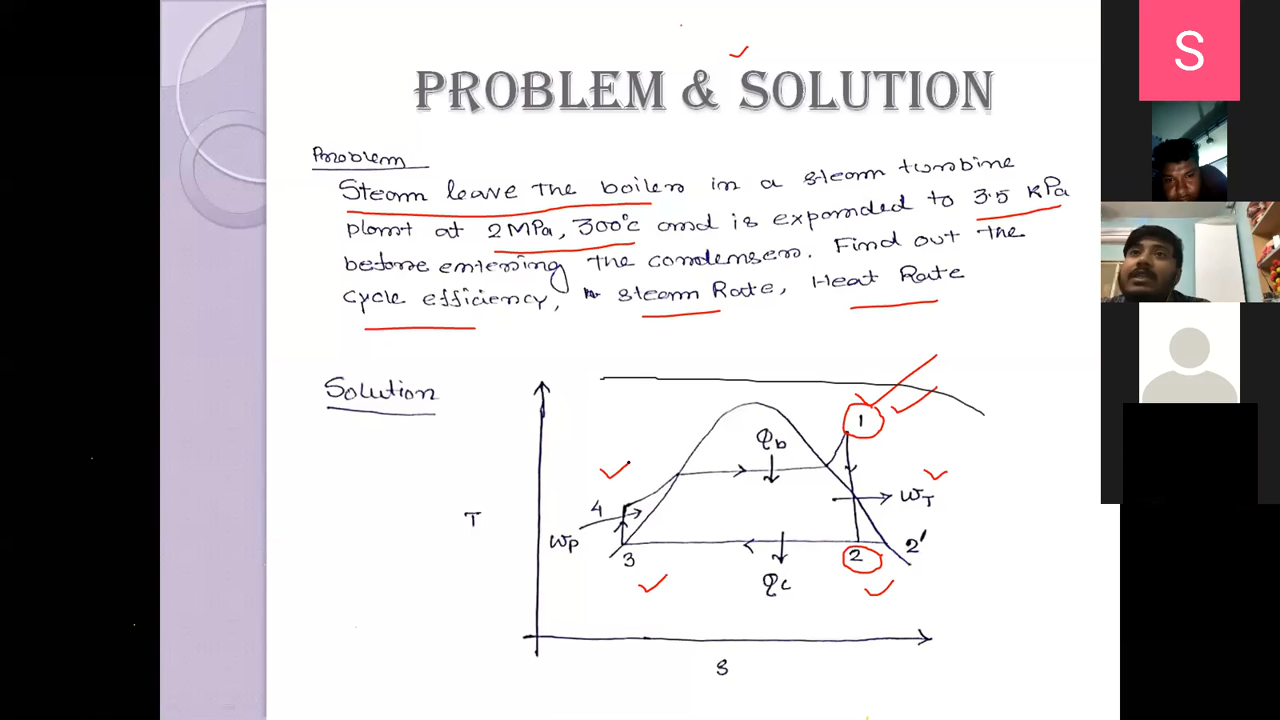 PROBLEM & SOLUTION
S
Problem
Steam leave the boiler in a steam turbine
plant at 2 MPa, 300°c and is expanded to 3.5 kPa
before entering the condenser. Find out the
cycle efficiency, steam Rate, Heat Rate
Solution
1
Qb
4
WT
T
Wp
3
2
2'
Qc
S